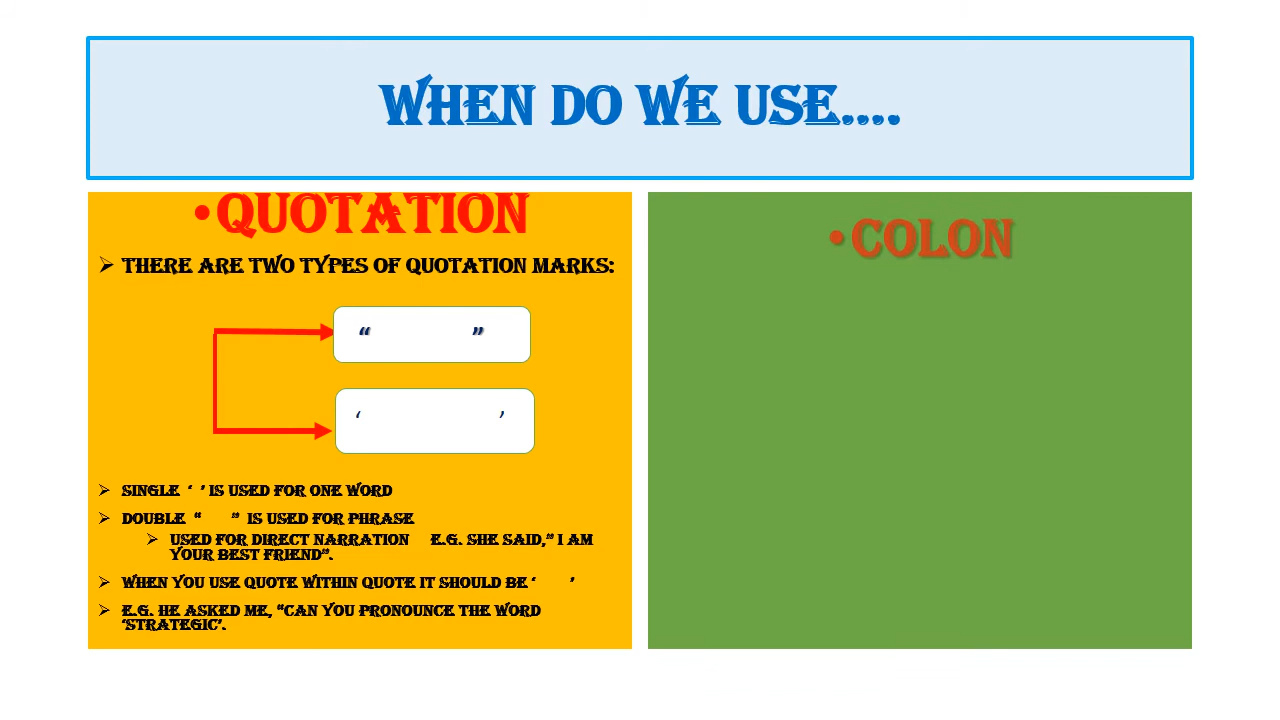 WHEN DO WE USE....
•QUOTATION
➢ THERE ARE TWO TYPES OF QUOTATION MARKS:
“ ”
‘ ’
➢ SINGLE ‘ ’ IS USED FOR ONE WORD
➢ DOUBLE “ ” IS USED FOR PHRASE
➢ USED FOR DIRECT NARRATION E.G. SHE SAID,” I AM
YOUR BEST FRIEND”.
➢ WHEN YOU USE QUOTE WITHIN QUOTE IT SHOULD BE ‘ ’
➢ E.G. HE ASKED ME, “CAN YOU PRONOUNCE THE WORD
‘STRATEGIC’.
•COLON